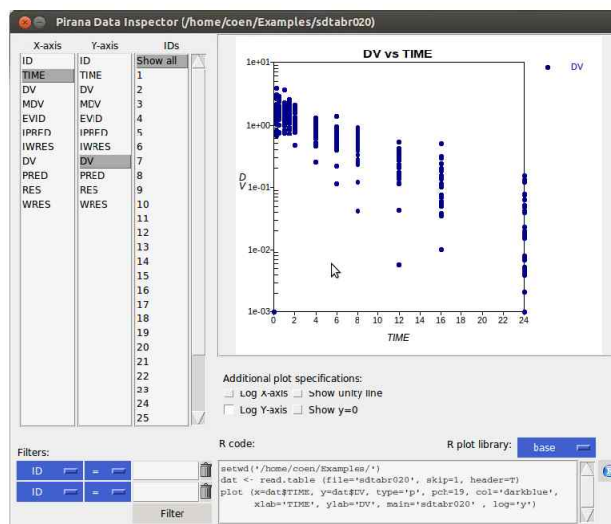 Pirana Data Inspector (/home/coen/Examples/sdtabr020)
X-axis
Y-axis
IDs
ID
TIME
DV
MDV
EVID
IPRED
IWRES
DV
PRED
RES
WRES
ID
TIME
DV
MDV
EVID
IPRED
IWRES
DV
PRED
RES
WRES
Show all
1
2
3
4
5
6
7
8
9
10
11
12
13
14
15
16
17
18
19
20
21
22
23
24
25
DV vs TIME
DV
1e+01
1e+00
1e-01
1e-02
1e-03
DV
0 2 4 6 8 10 12 14 16 18 20 22 24
TIME
Additional plot specifications:
Log X-axis Show unity line
Log Y-axis Show y=0
Filters:
ID =
ID =
Filter
R code:
R plot library: base
setwd('/home/coen/Examples/')
dat <- read.table (file='sdtabr020', skip=1, header=T)
plot (x=dat$TIME, y=dat$DV, type='p', pch=19, col='darkblue',
xlab='TIME', ylab='DV', main='sdtabr020' , log='y')